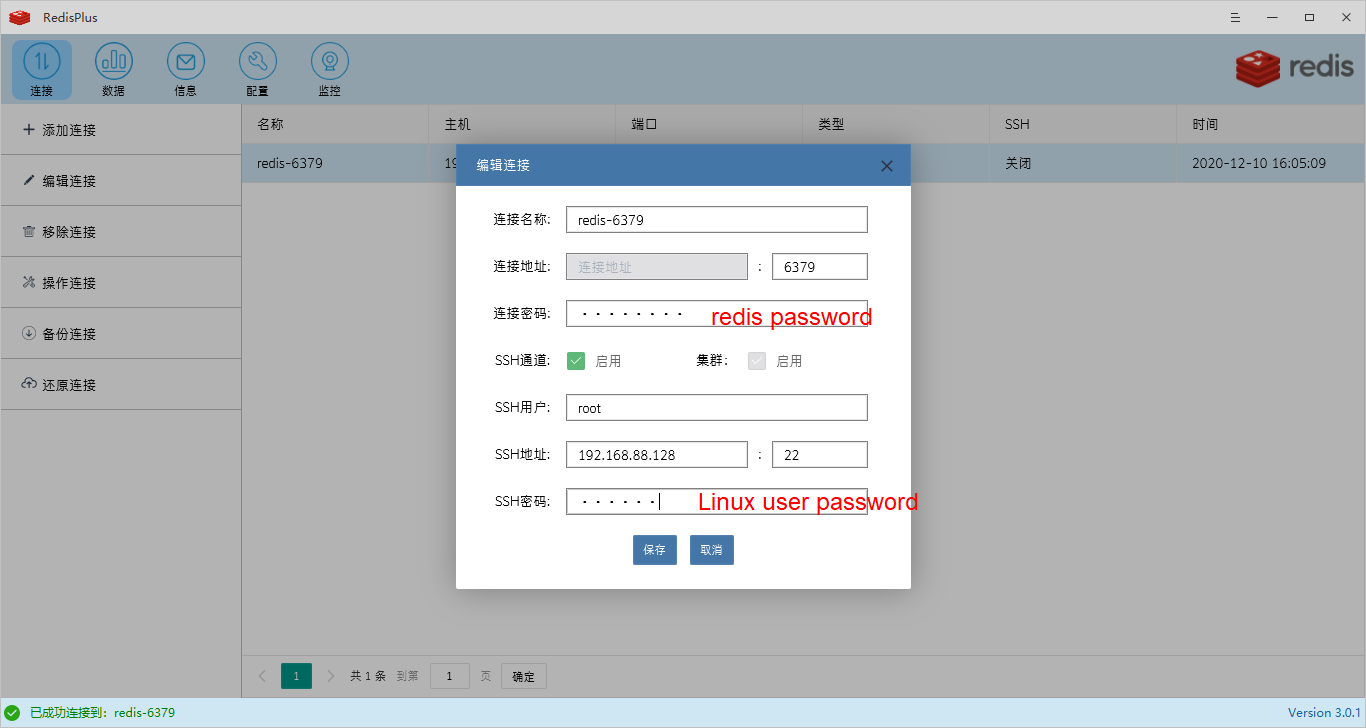 RedisPlus
连接
数据
信息
配置
监控
redis
添加连接
编辑连接
移除连接
操作连接
备份连接
还原连接
名称 主机 端口 类型 SSH 时间
redis-6379 19 关闭 2020-12-10 16:05:09
编辑连接
连接名称: redis-6379
连接地址: 连接地址 : 6379
连接密码: ········ redis password
SSH通道: 启用 集群: 启用
SSH用户: root
SSH地址: 192.168.88.128 : 22
SSH密码: ······ Linux user password
保存 取消
1 共 1 条 到第 1 页 确定
已成功连接到: redis-6379
Version 3.0.1